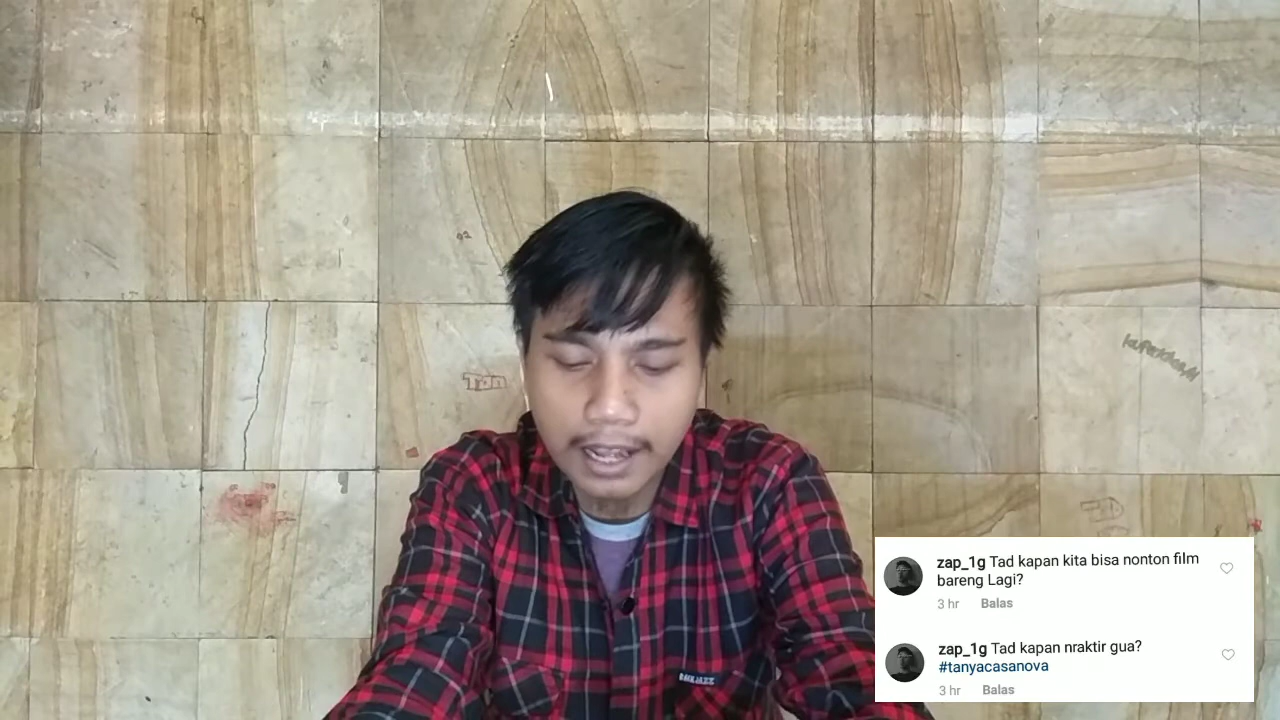 zap_1g Tad kapan kita bisa nonton film
bareng Lagi?
3 hr Balas
zap_1g Tad kapan nraktir gua?
#tanyacasanova
3 hr Balas